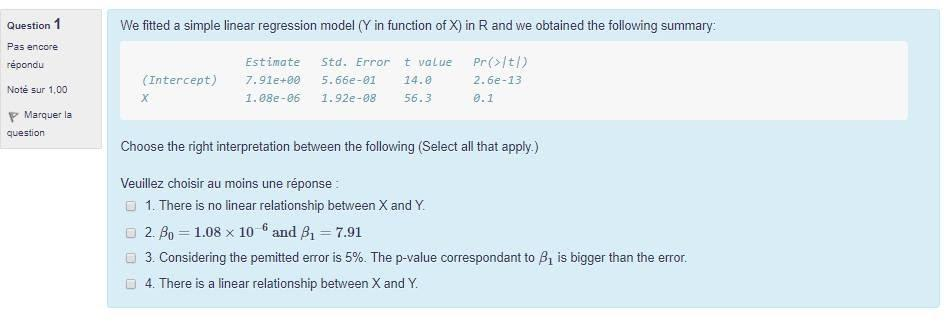 Question 1
Pas encore
répondu
Noté sur 1,00
Marquer la
question
We fitted a simple linear regression model (Y in function of X) in R and we obtained the following summary:
Estimate Std. Error t value Pr(>|t|)
(Intercept) 7.91e+00 5.66e-01 14.0 2.6e-13
X 1.08e-06 1.92e-08 56.3 0.1
Choose the right interpretation between the following (Select all that apply.)
Veuillez choisir au moins une réponse :
1. There is no linear relationship between X and Y.
2. β₀ = 1.08 × 10⁻⁶ and β₁ = 7.91
3. Considering the pemitted error is 5%. The p-value correspondant to β₁ is bigger than the error.
4. There is a linear relationship between X and Y.